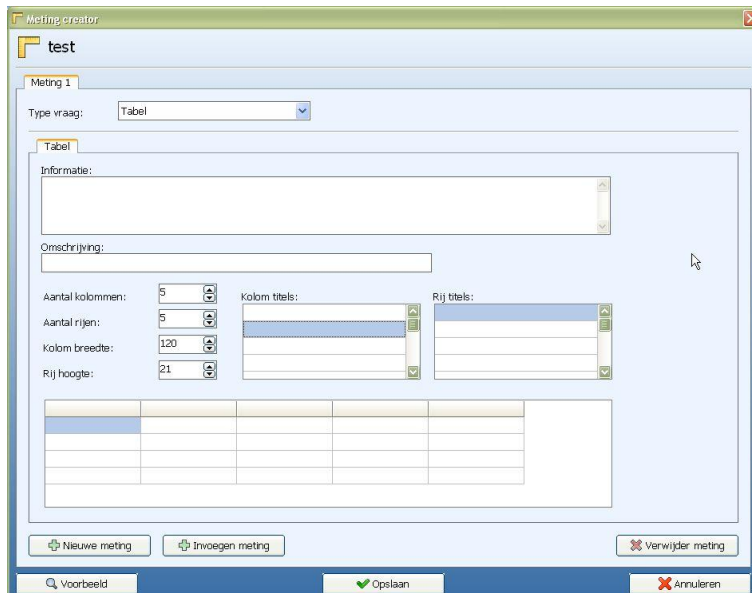 Meting creator
test
Meting 1
Type vraag: Tabel
Tabel
Informatie:
Omschrijving:
Aantal kolommen: 5 Kolom titels: Rij titels:
Aantal rijen: 5
Kolom breedte: 120
Rij hoogte: 21
Nieuwe meting Invoegen meting Verwijder meting
Voorbeeld Opslaan Annuleren